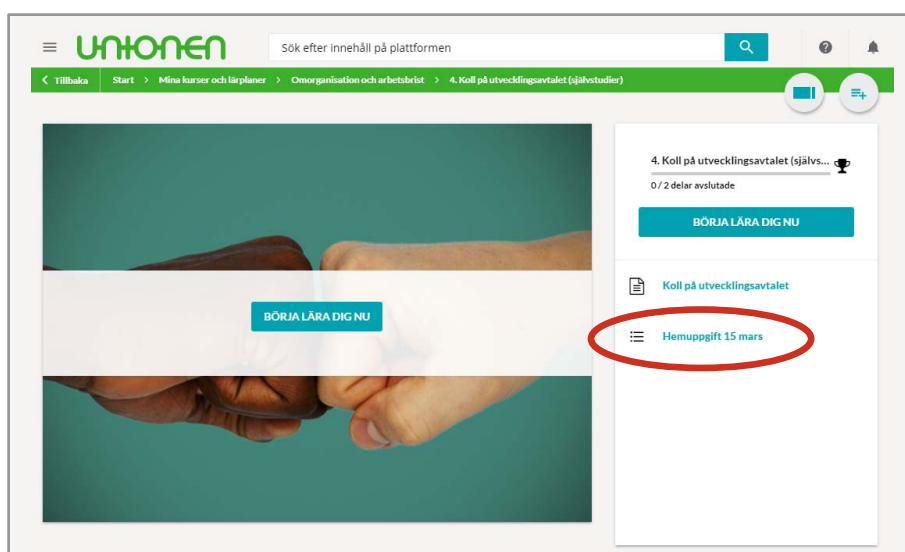 unionen
Sök efter innehåll på plattformen
Tillbaka Start > Mina kurser och lärplaner > Omorganisation och arbetsbrist > 4. Koll på utvecklingsavtalet (självstudier)
4. Koll på utvecklingsavtalet (självs...
0 / 2 delar avslutade
BÖRJA LÄRA DIG NU
Koll på utvecklingsavtalet
BÖRJA LÄRA DIG NU
Hemuppgift 15 mars